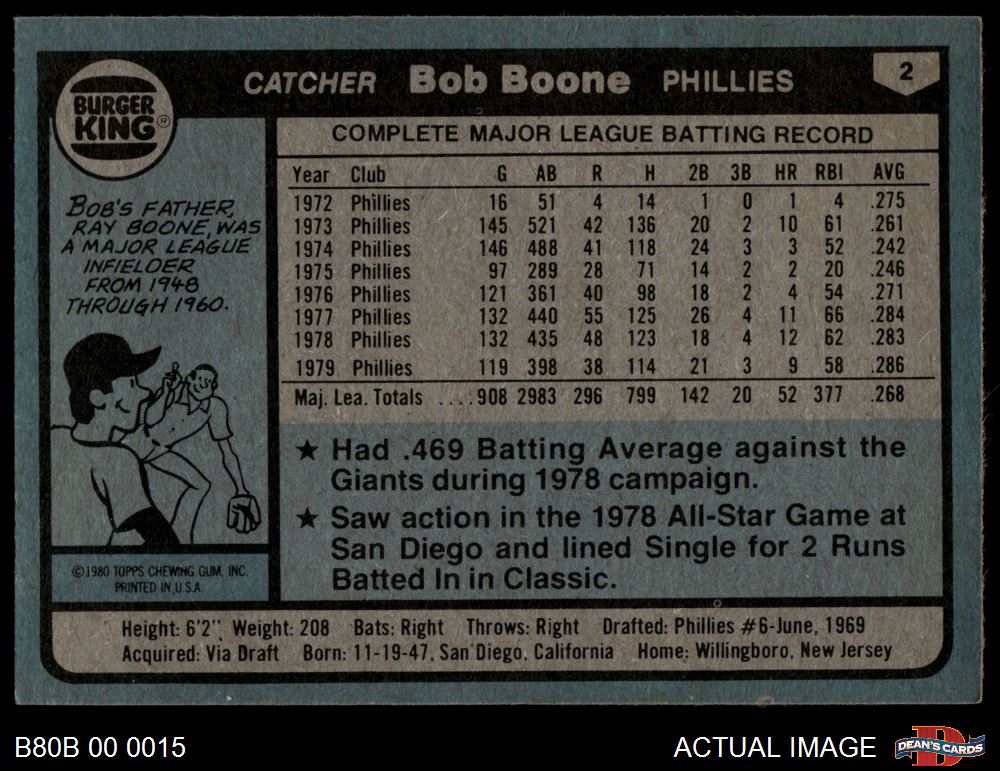 BURGER KING ®
CATCHER Bob Boone PHILLIES 2
BOB'S FATHER,
RAY BOONE, WAS
A MAJOR LEAGUE
INFIELDER
FROM 1948
THROUGH 1960.
COMPLETE MAJOR LEAGUE BATTING RECORD
Year Club G AB R H 2B 3B HR RBI AVG
1972 Phillies 16 51 4 14 1 0 1 4 .275
1973 Phillies 145 521 42 136 20 2 10 61 .261
1974 Phillies 146 488 41 118 24 3 3 52 .242
1975 Phillies 97 289 28 71 14 2 2 20 .246
1976 Phillies 121 361 40 98 18 2 4 54 .271
1977 Phillies 132 440 55 125 26 4 11 66 .284
1978 Phillies 132 435 48 123 18 4 12 62 .283
1979 Phillies 119 398 38 114 21 3 9 58 .286
Maj. Lea. Totals ....908 2983 296 799 142 20 52 377 .268
★ Had .469 Batting Average against the
Giants during 1978 campaign.
★ Saw action in the 1978 All-Star Game at
San Diego and lined Single for 2 Runs
Batted In in Classic.
©1980 TOPPS CHEWING GUM, INC.
PRINTED IN U.S.A
Height: 6'2" Weight: 208 Bats: Right Throws: Right Drafted: Phillies #6-June, 1969
Acquired: Via Draft Born: 11-19-47, San Diego, California Home: Willingboro, New Jersey
B80B 00 0015
ACTUAL IMAGE
D
DEAN'S CARDS